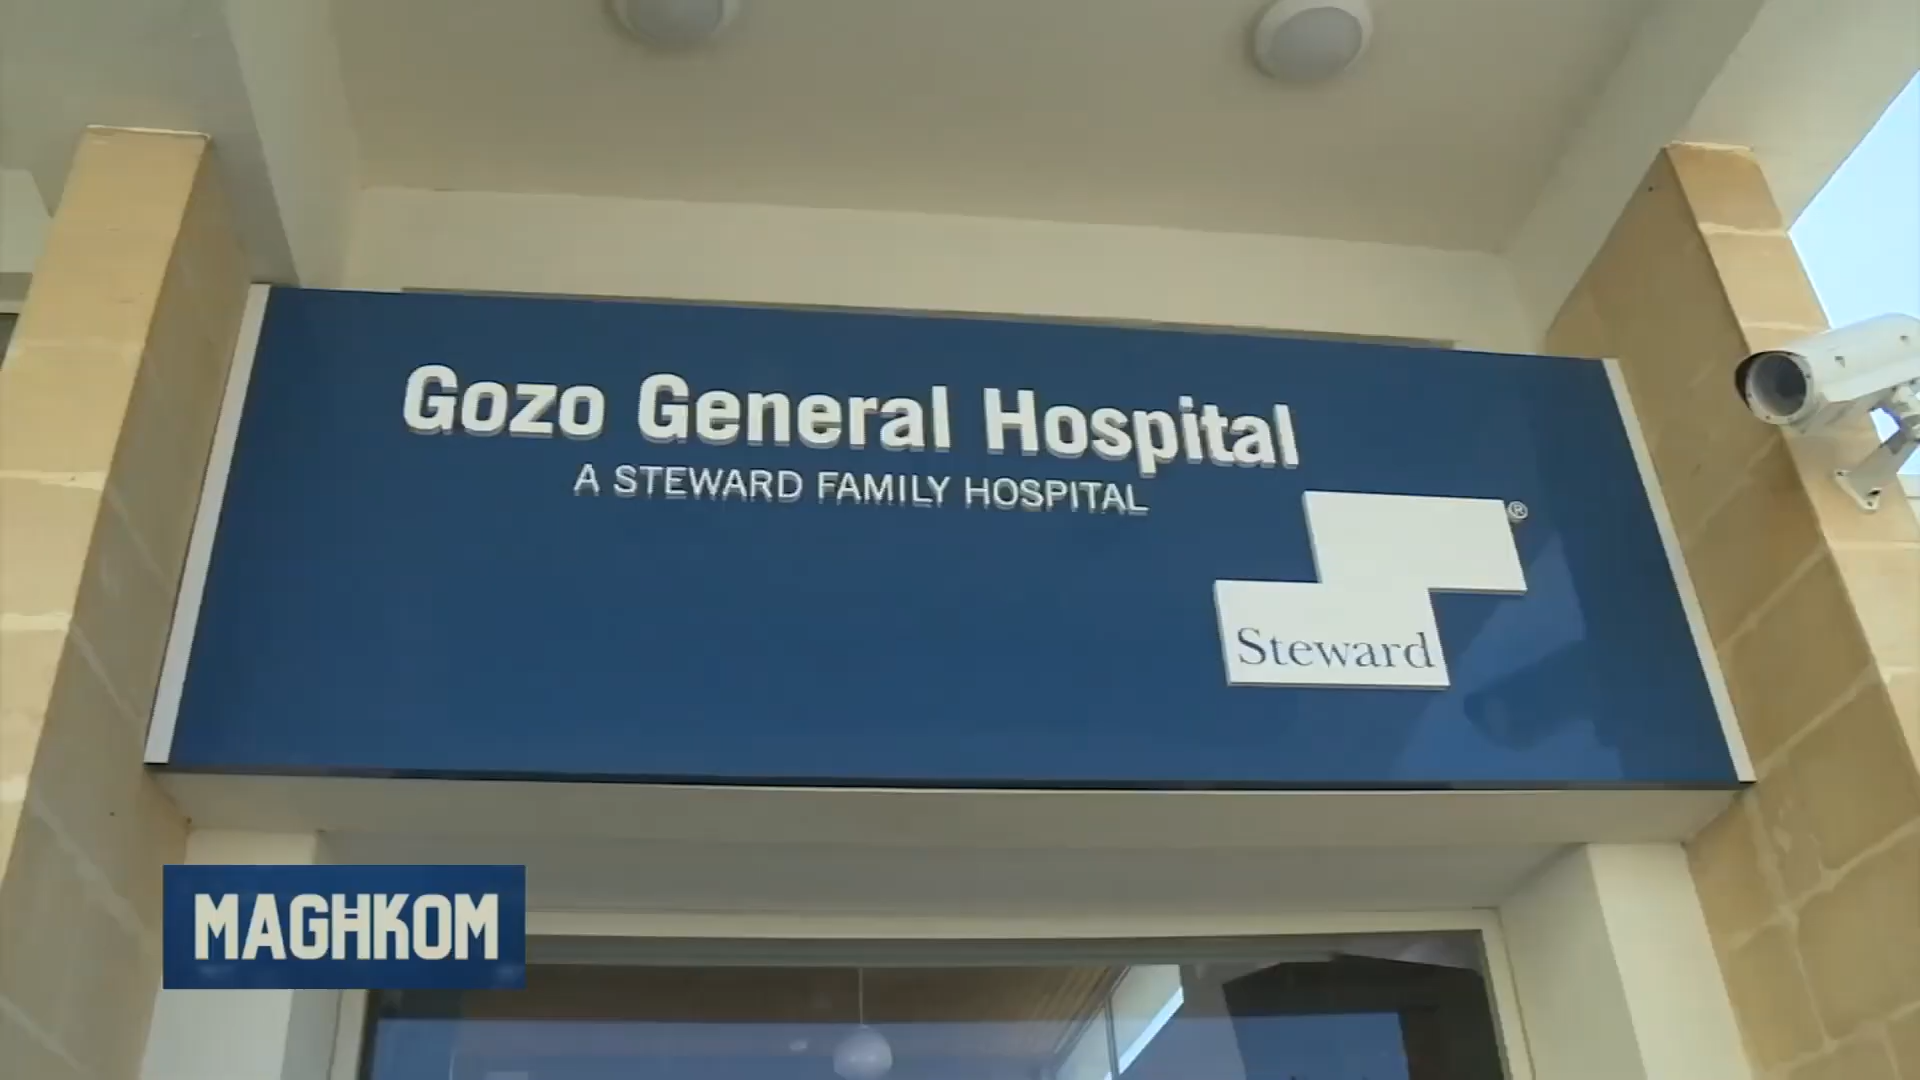 Gozo General Hospital
A STEWARD FAMILY HOSPITAL
®
Steward
MAGĦKOM